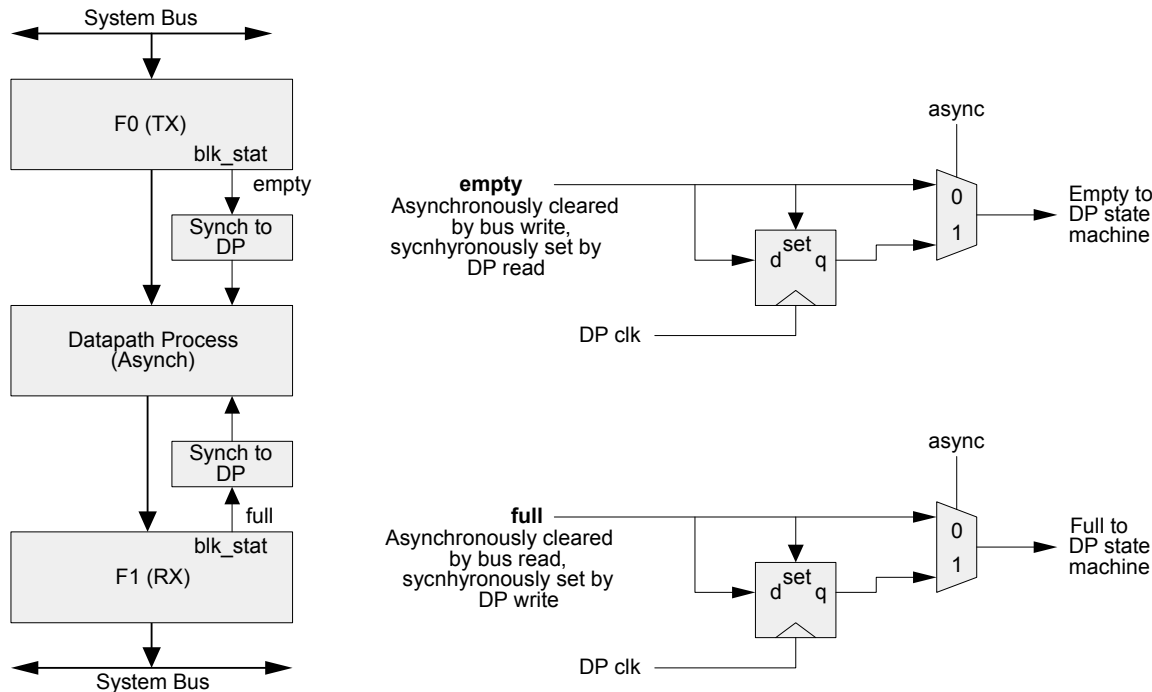 System Bus
F0 (TX)
blk_stat
empty
Synch to
DP
Datapath Process
(Asynch)
Synch to
DP
full
blk_stat
F1 (RX)
System Bus
async
empty
Asynchronously cleared
by bus write,
sycnhyronously set by
DP read
set
d q
DP clk
0
1
Empty to
DP state
machine
async
full
Asynchronously cleared
by bus read,
sycnhyronously set by
DP write
set
d q
DP clk
0
1
Full to
DP state
machine